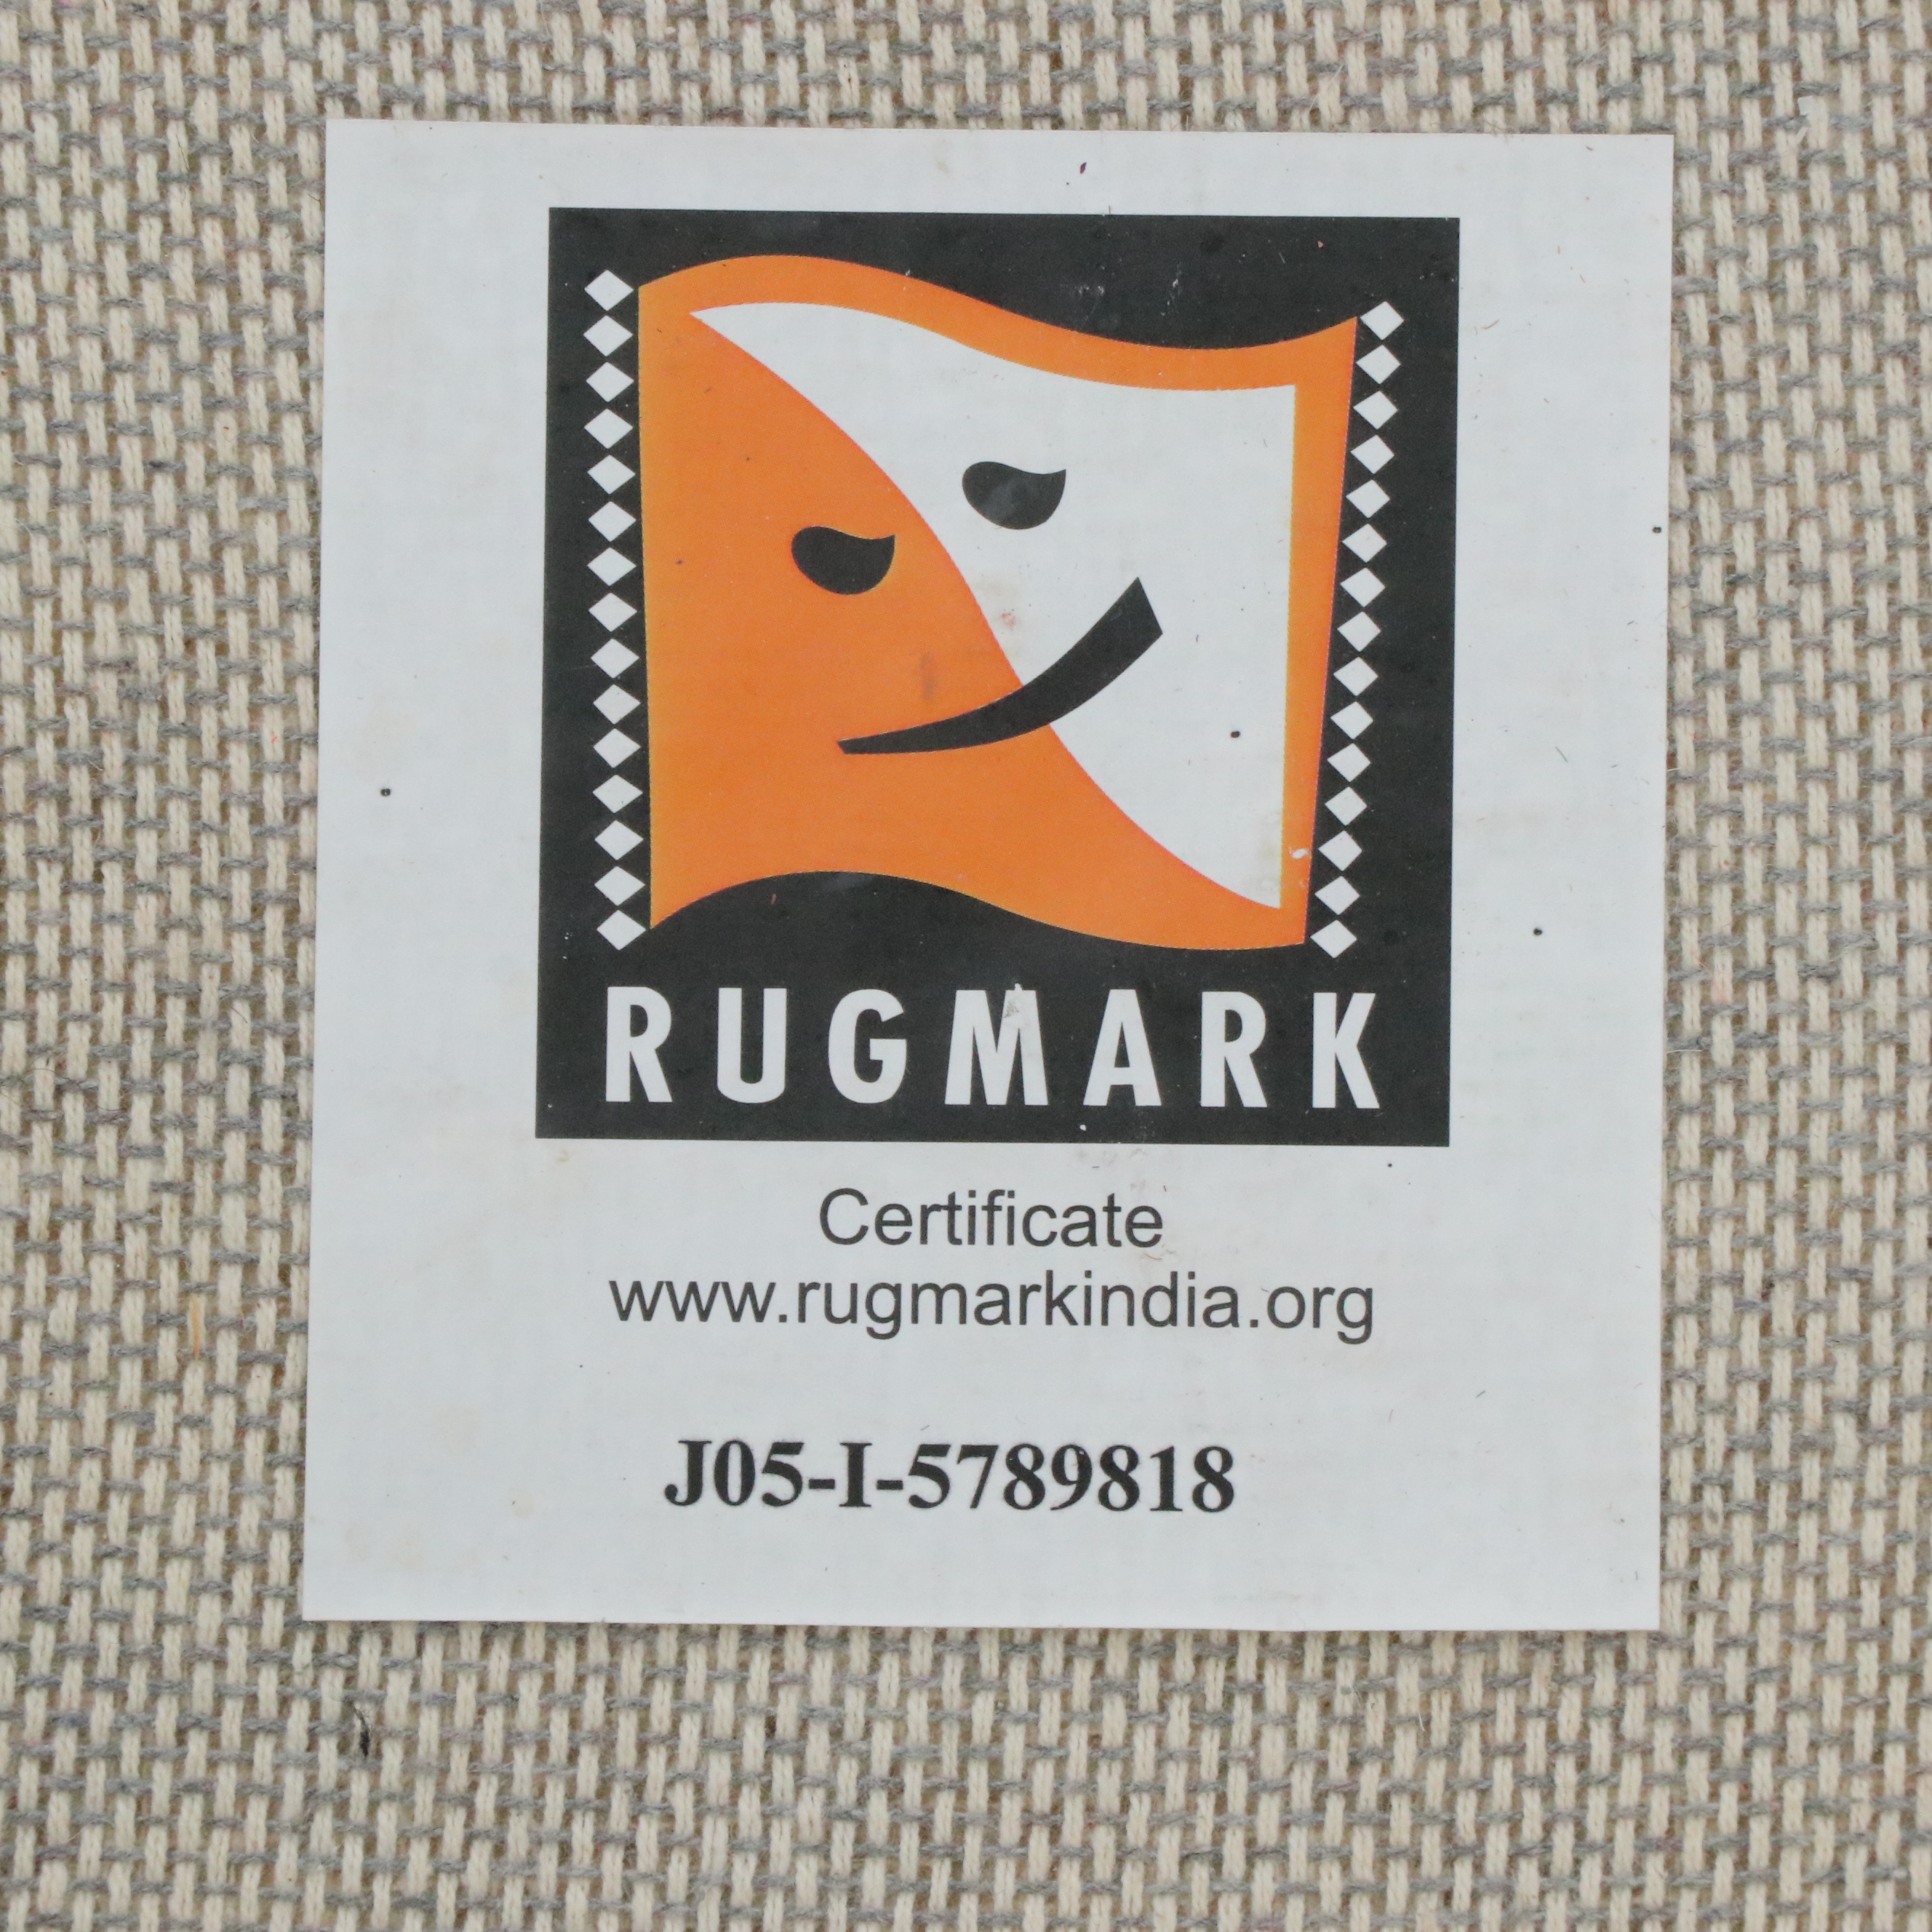 RUGMARK
Certificate
www.rugmarkindia.org
J05-I-5789818